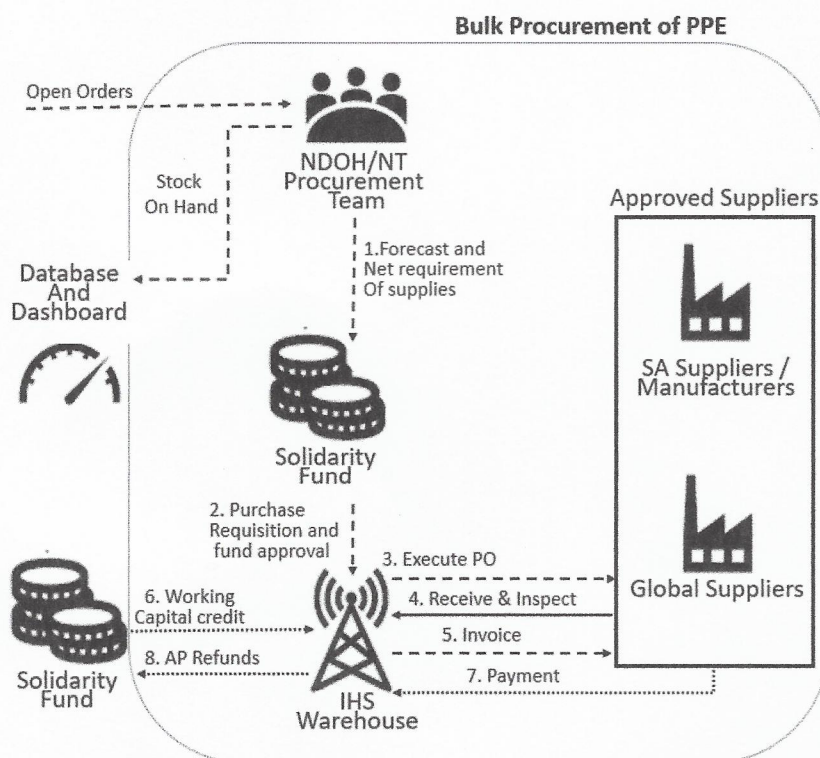 Bulk Procurement of PPE
Open Orders
NDOH/NT
Procurement
Team
Stock
On Hand
Approved Suppliers
1.Forecast and
Net requirement
Of supplies
Database
And
Dashboard
SA Suppliers /
Manufacturers
Solidarity
Fund
2. Purchase
Requisition and
fund approval
3. Execute PO
Global Suppliers
4. Receive & Inspect
6. Working
Capital credit
5. Invoice
8. AP Refunds
7. Payment
Solidarity
Fund
IHS
Warehouse